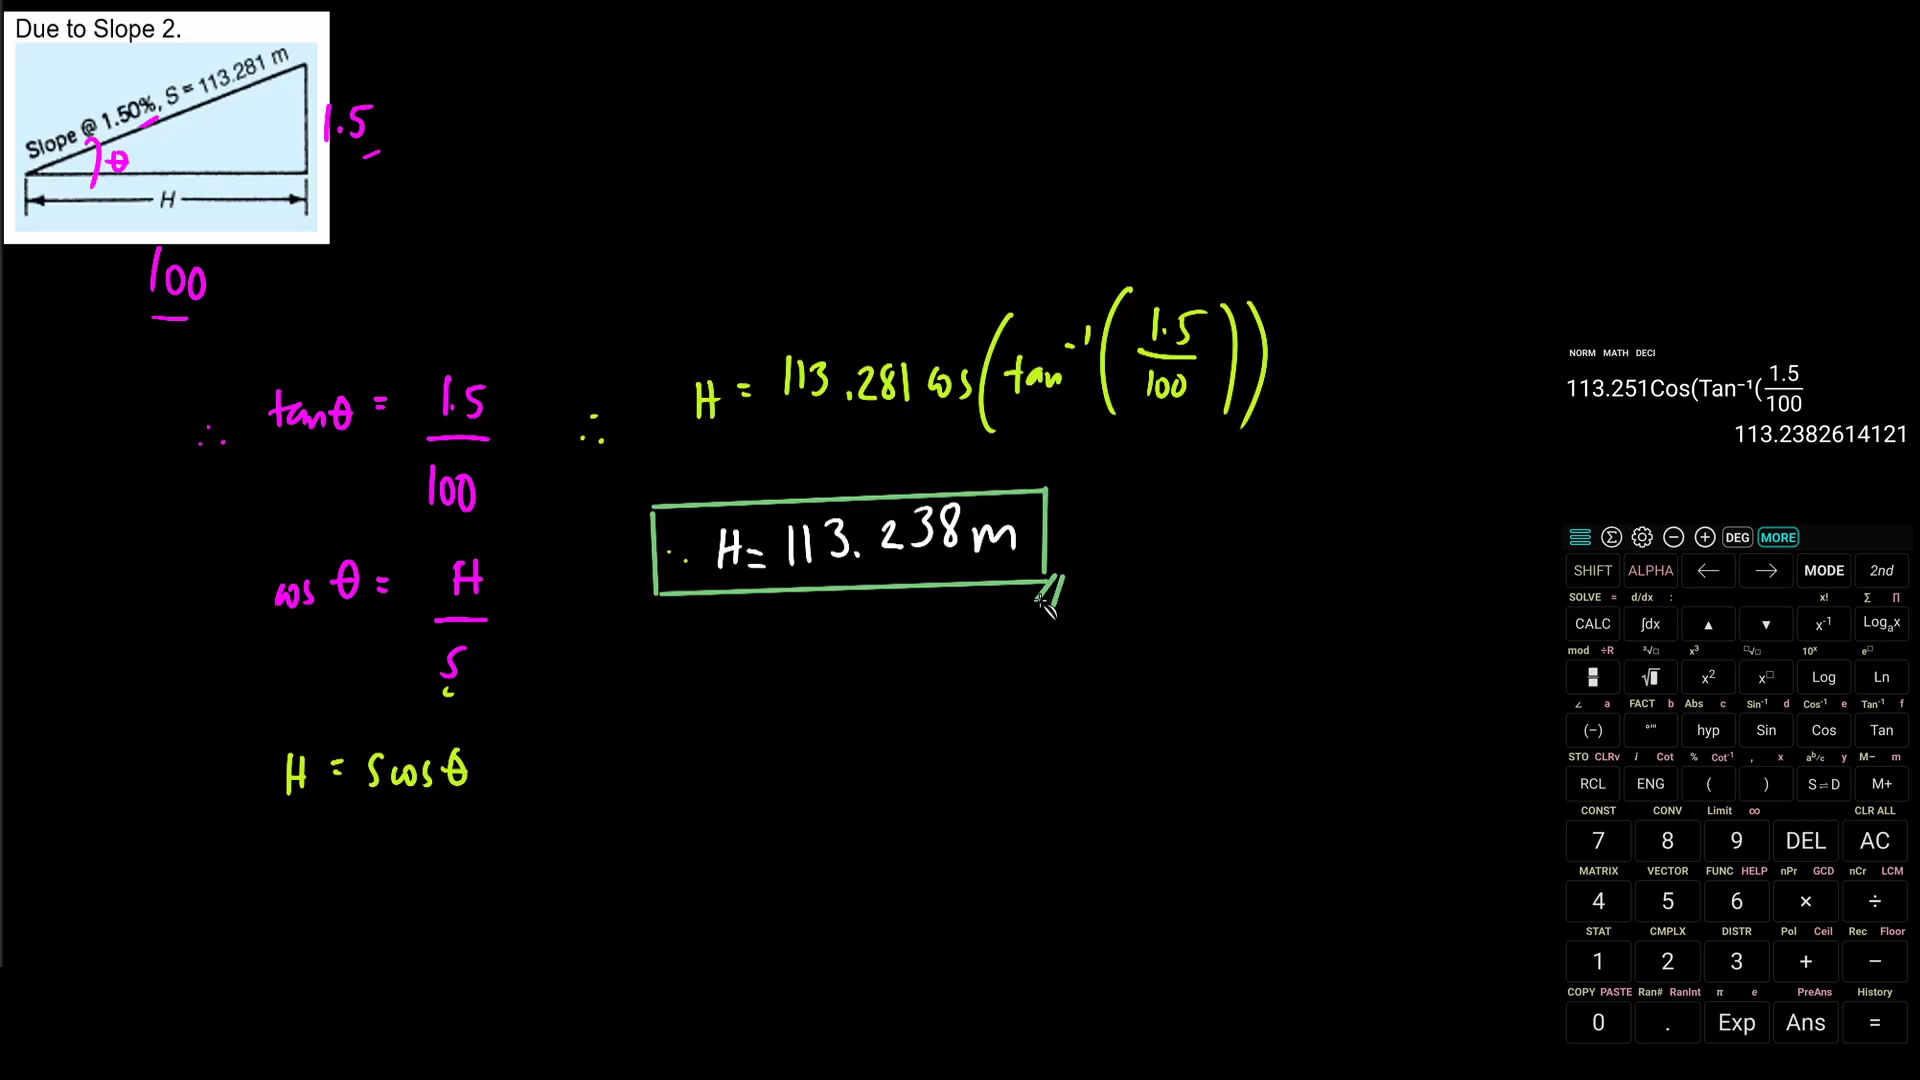 Due to Slope 2.
Slope @ 1.50%, S = 113.281 m
1.5
θ
H
100
∴ tanθ = 1.5 / 100
cos θ = H / S
H = S cos θ
∴ H = 113.281 cos(tan⁻¹(1.5 / 100))
∴ H = 113.238 m
NORM MATH DECI
113.251Cos(Tan⁻¹(1.5/100
113.2382614121
DEG MORE
SHIFT ALPHA ← → MODE 2nd
SOLVE = d/dx : x! Σ Π
CALC ∫dx ▲ ▼ x⁻¹ Logₐx
mod ÷R ³√□ x³ □√□ 10ˣ e□
√□ x² x□ Log Ln
∠ a FACT b Abs c Sin⁻¹ d Cos⁻¹ e Tan⁻¹ f
(−) °'" hyp Sin Cos Tan
STO CLRv i Cot % Cot⁻¹ , x aᵇ/c y M− m
RCL ENG ( ) S⇌D M+
CONST CONV Limit ∞ CLR ALL
7 8 9 DEL AC
MATRIX VECTOR FUNC HELP nPr GCD nCr LCM
4 5 6 × ÷
STAT CMPLX DISTR Pol Ceil Rec Floor
1 2 3 + −
COPY PASTE Ran# RanInt π e PreAns History
0 . Exp Ans =